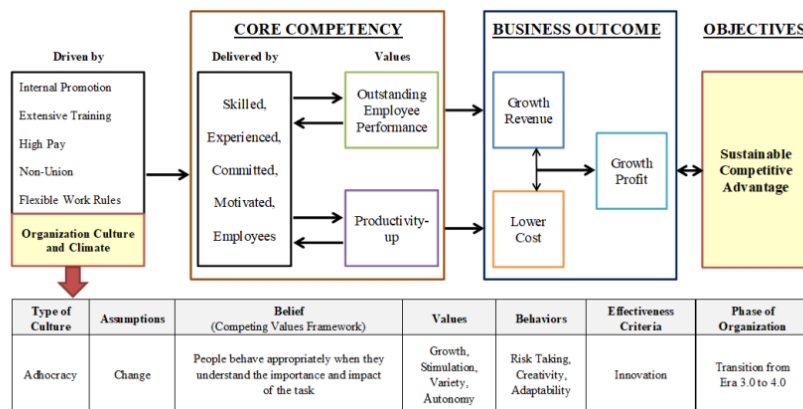 CORE COMPETENCY
BUSINESS OUTCOME
OBJECTIVES
Driven by
Delivered by
Values
Internal Promotion
Extensive Training
High Pay
Non-Union
Flexible Work Rules
Organization Culture
and Climate
Skilled,
Experienced,
Committed,
Motivated,
Employees
Outstanding
Employee
Performance
Productivity-
up
Growth
Revenue
Lower
Cost
Growth
Profit
Sustainable
Competitive
Advantage
Type of
Culture
Assumptions
Belief
(Competing Values Framework)
Values
Behaviors
Effectiveness
Criteria
Phase of
Organization
Adhocracy
Change
People behave appropriately when they
understand the importance and impact
of the task
Growth,
Stimulation,
Variety,
Autonomy
Risk Taking,
Creativity,
Adaptability
Innovation
Transition from
Era 3.0 to 4.0